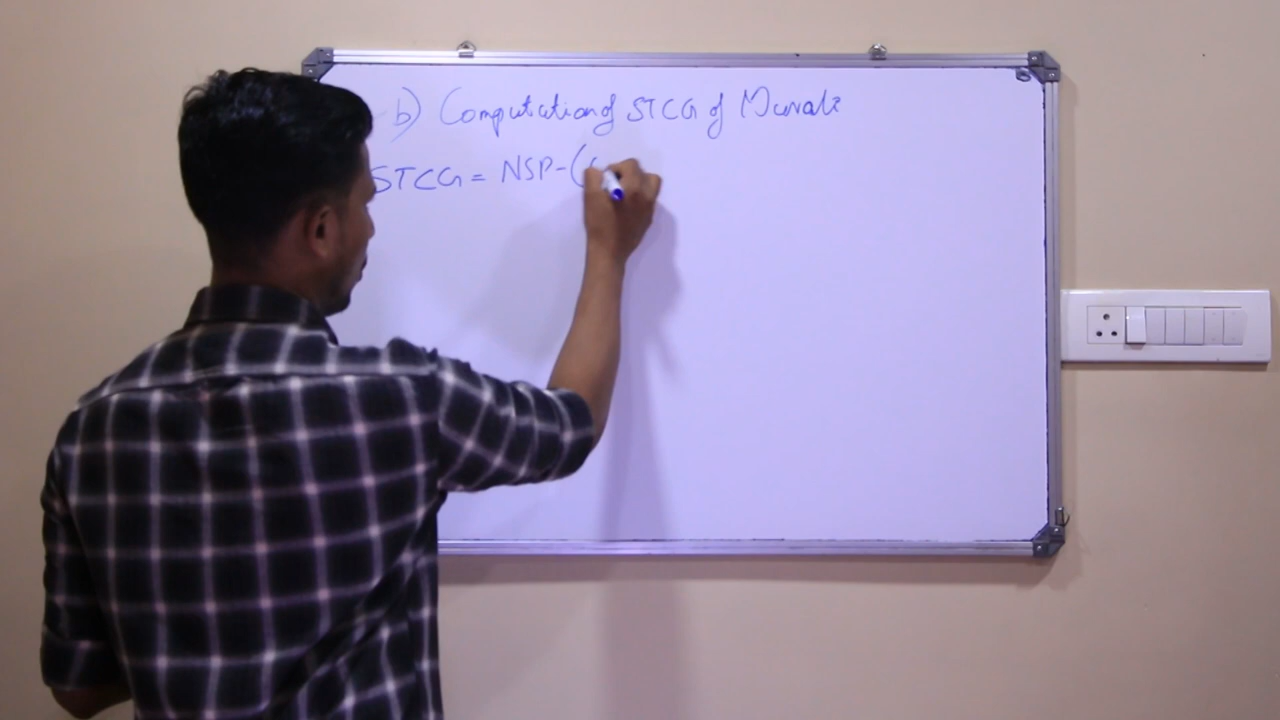 b) Computation of STCG of Murali
STCG = NSP-(